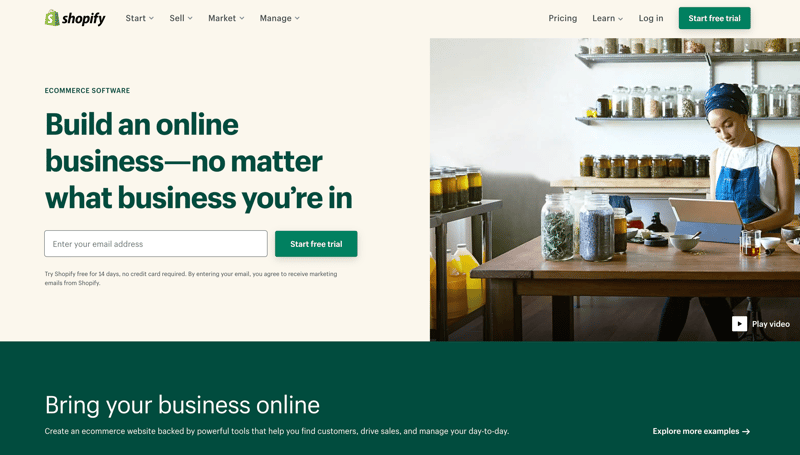 shopify
Start
Sell
Market
Manage
Pricing
Learn
Log in
Start free trial
ECOMMERCE SOFTWARE
Build an online
business—no matter
what business you're in
Enter your email address
Start free trial
Try Shopify free for 14 days, no credit card required. By entering your email, you agree to receive marketing
emails from Shopify.
Play video
Bring your business online
Create an ecommerce website backed by powerful tools that help you find customers, drive sales, and manage your day-to-day.
Explore more examples →